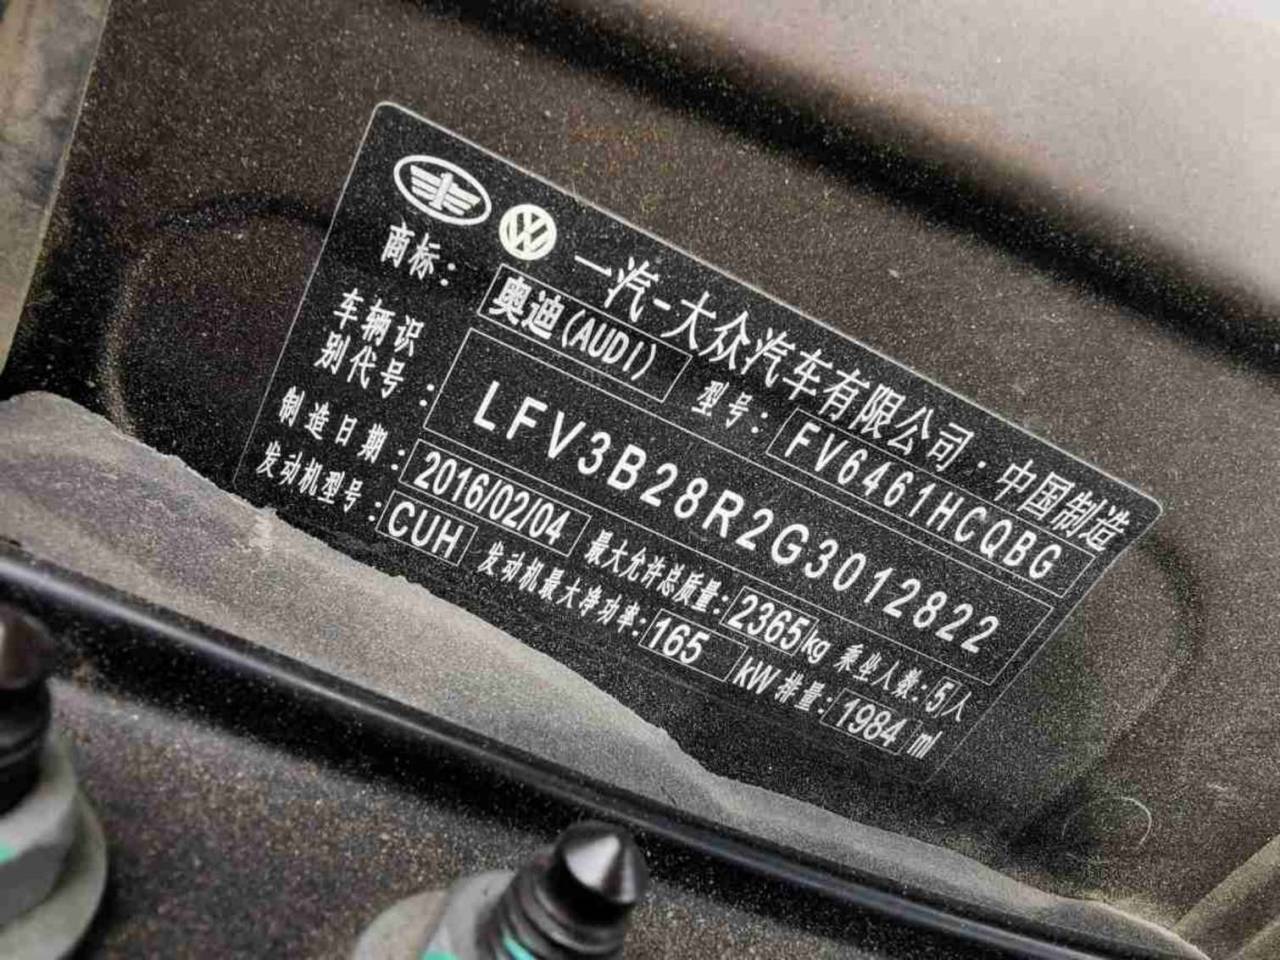 一汽-大众汽车有限公司·中国制造
商标: 奥迪(AUDI) 型号: FV6461HCQBG
车辆识
别代号: LFV3B28R2G3012822
制造日期: 2016/02/04 最大允许总质量: 2365kg 乘坐人数: 5人
发动机型号: CUH 发动机最大净功率: 165 kW 排量: 1984 ml